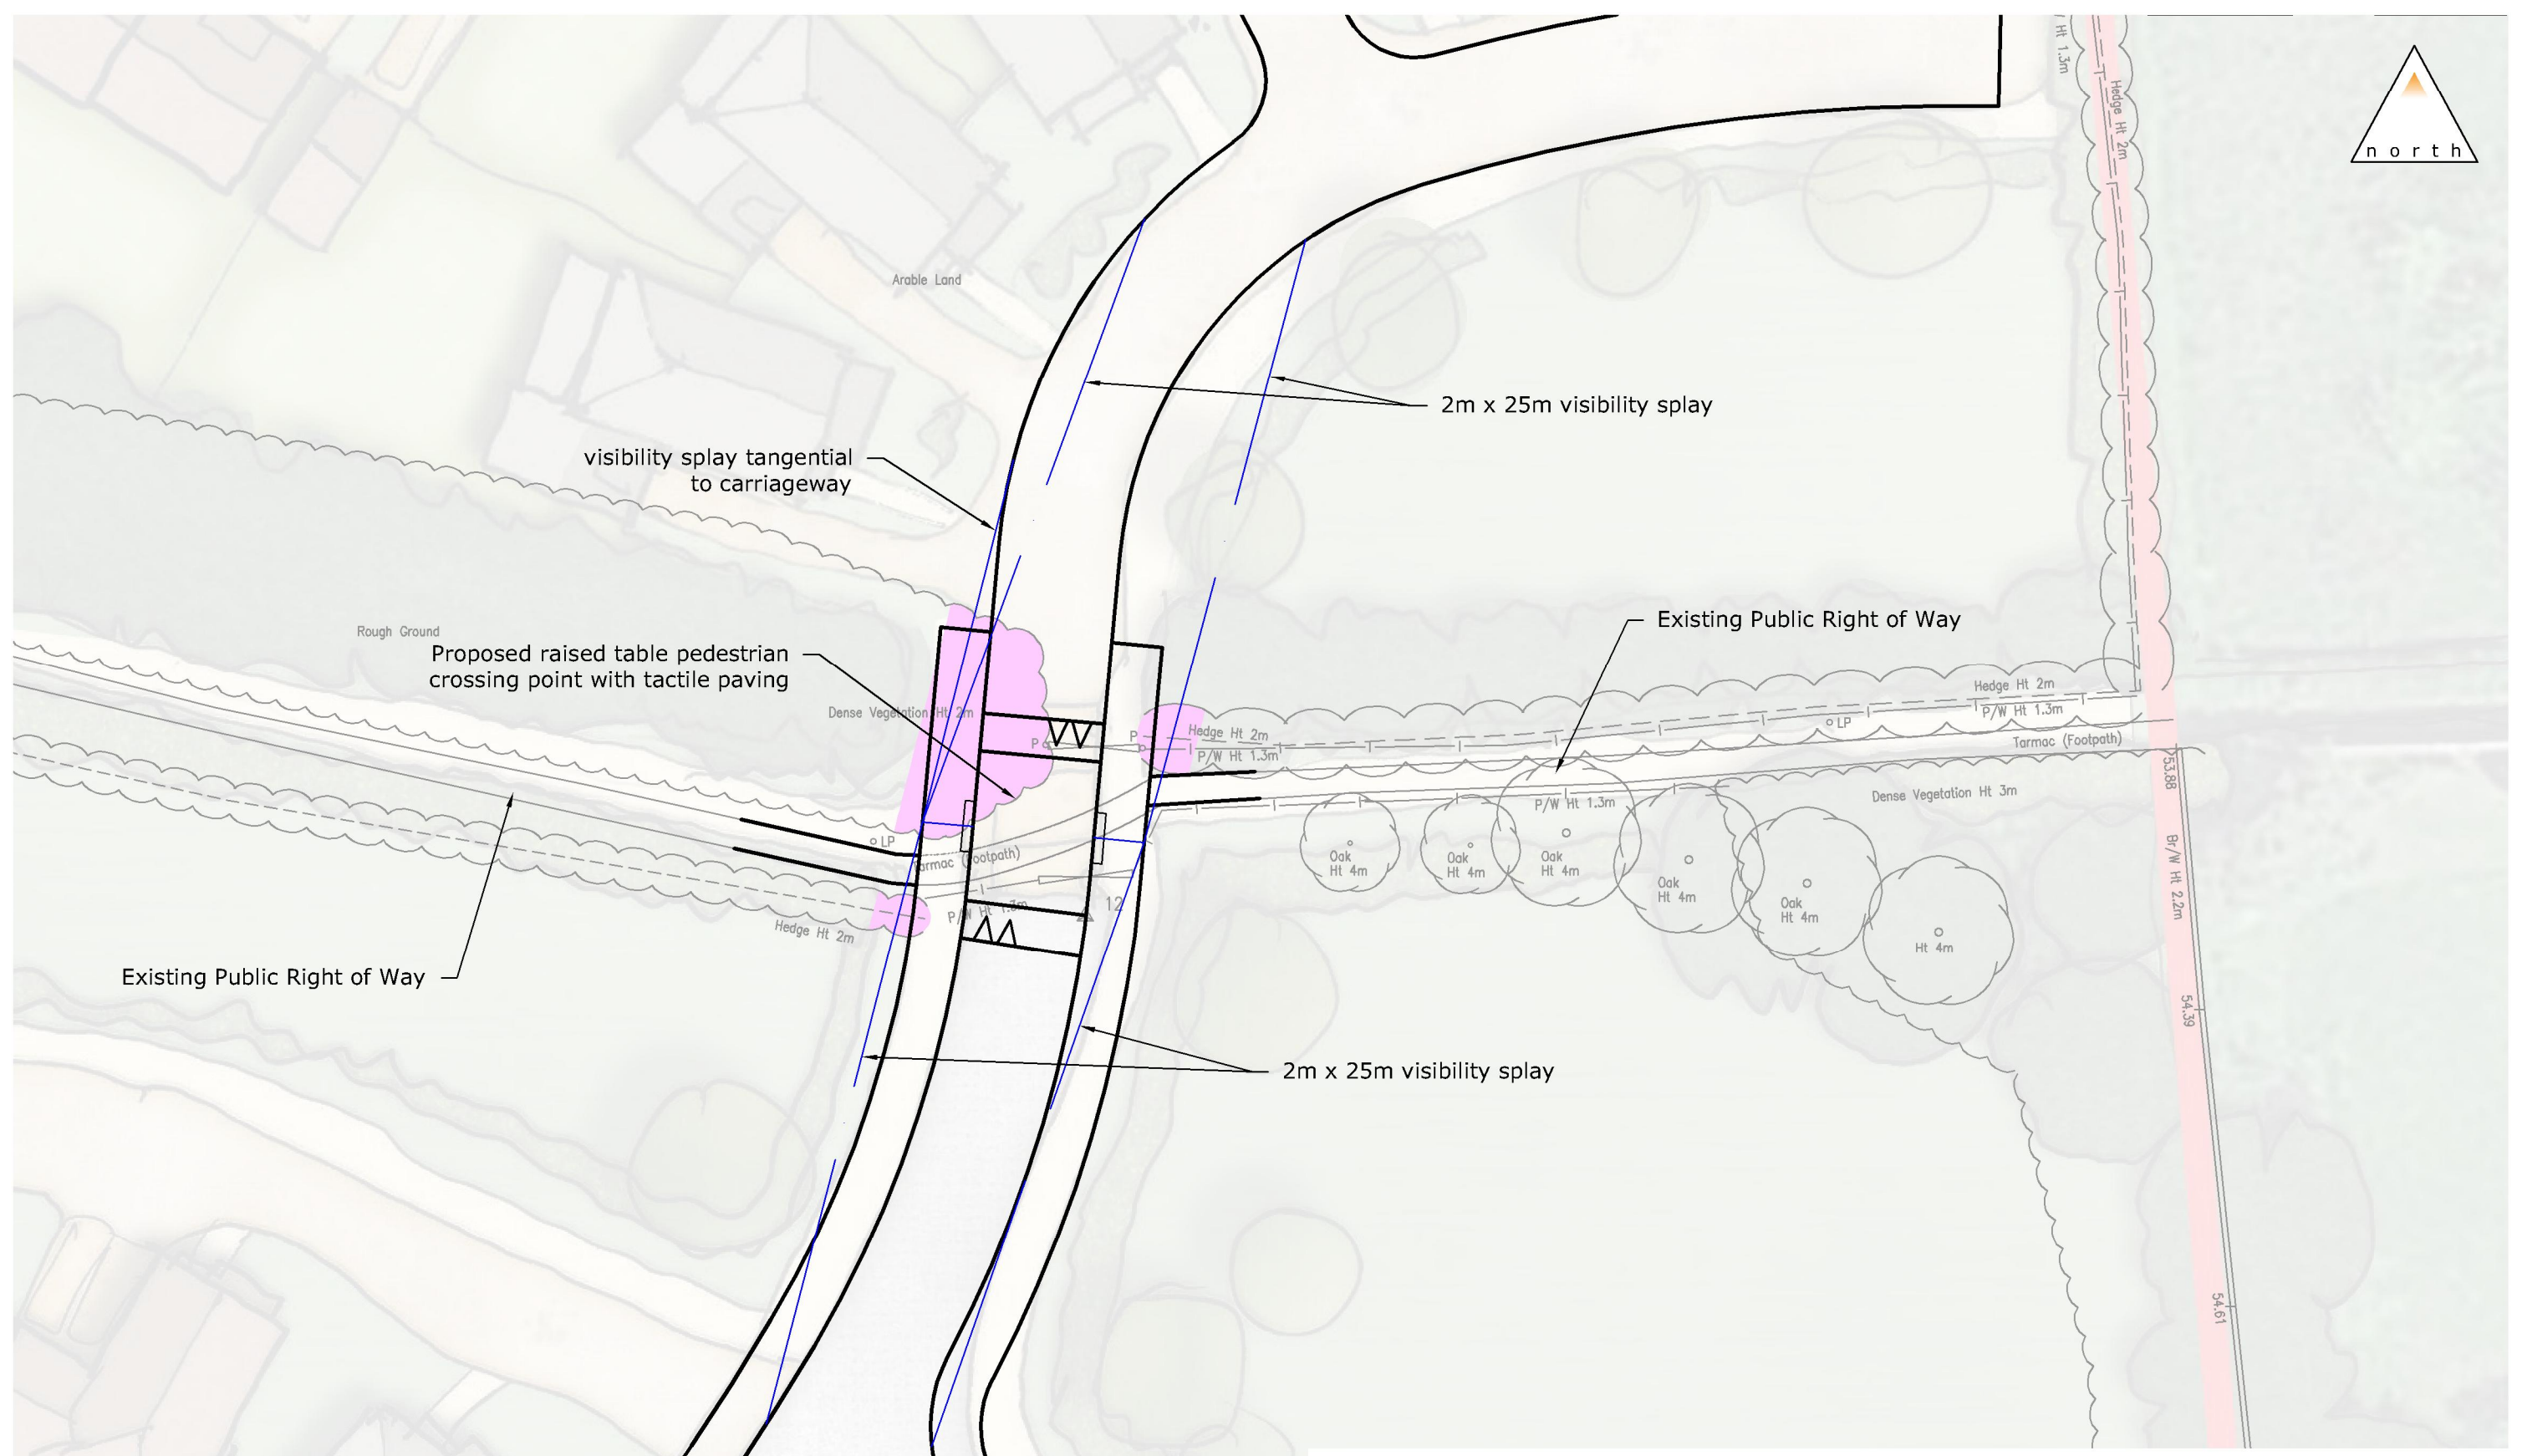 / Ht 1.3m
Hedge Ht 2m
n o r t h
Arable Land
2m x 25m visibility splay
visibility splay tangential
to carriageway
Existing Public Right of Way
Rough Ground
Proposed raised table pedestrian
crossing point with tactile paving
Dense Vegetation Ht 2m
Hedge Ht 2m
P/W Ht 1.3m
LP
P
P
Hedge Ht 2m
P/W Ht 1.3m
Tarmac (Footpath)
53.88
Dense Vegetation Ht 3m
P/W Ht 1.3m
LP
Tarmac (Footpath)
Oak
Ht 4m
Oak
Ht 4m
Oak
Ht 4m
Oak
Ht 4m
Oak
Ht 4m
Ht 4m
Br/W Ht 2.2m
P/W Ht 1.3m
12
Hedge Ht 2m
Existing Public Right of Way
54.39
2m x 25m visibility splay
54.61